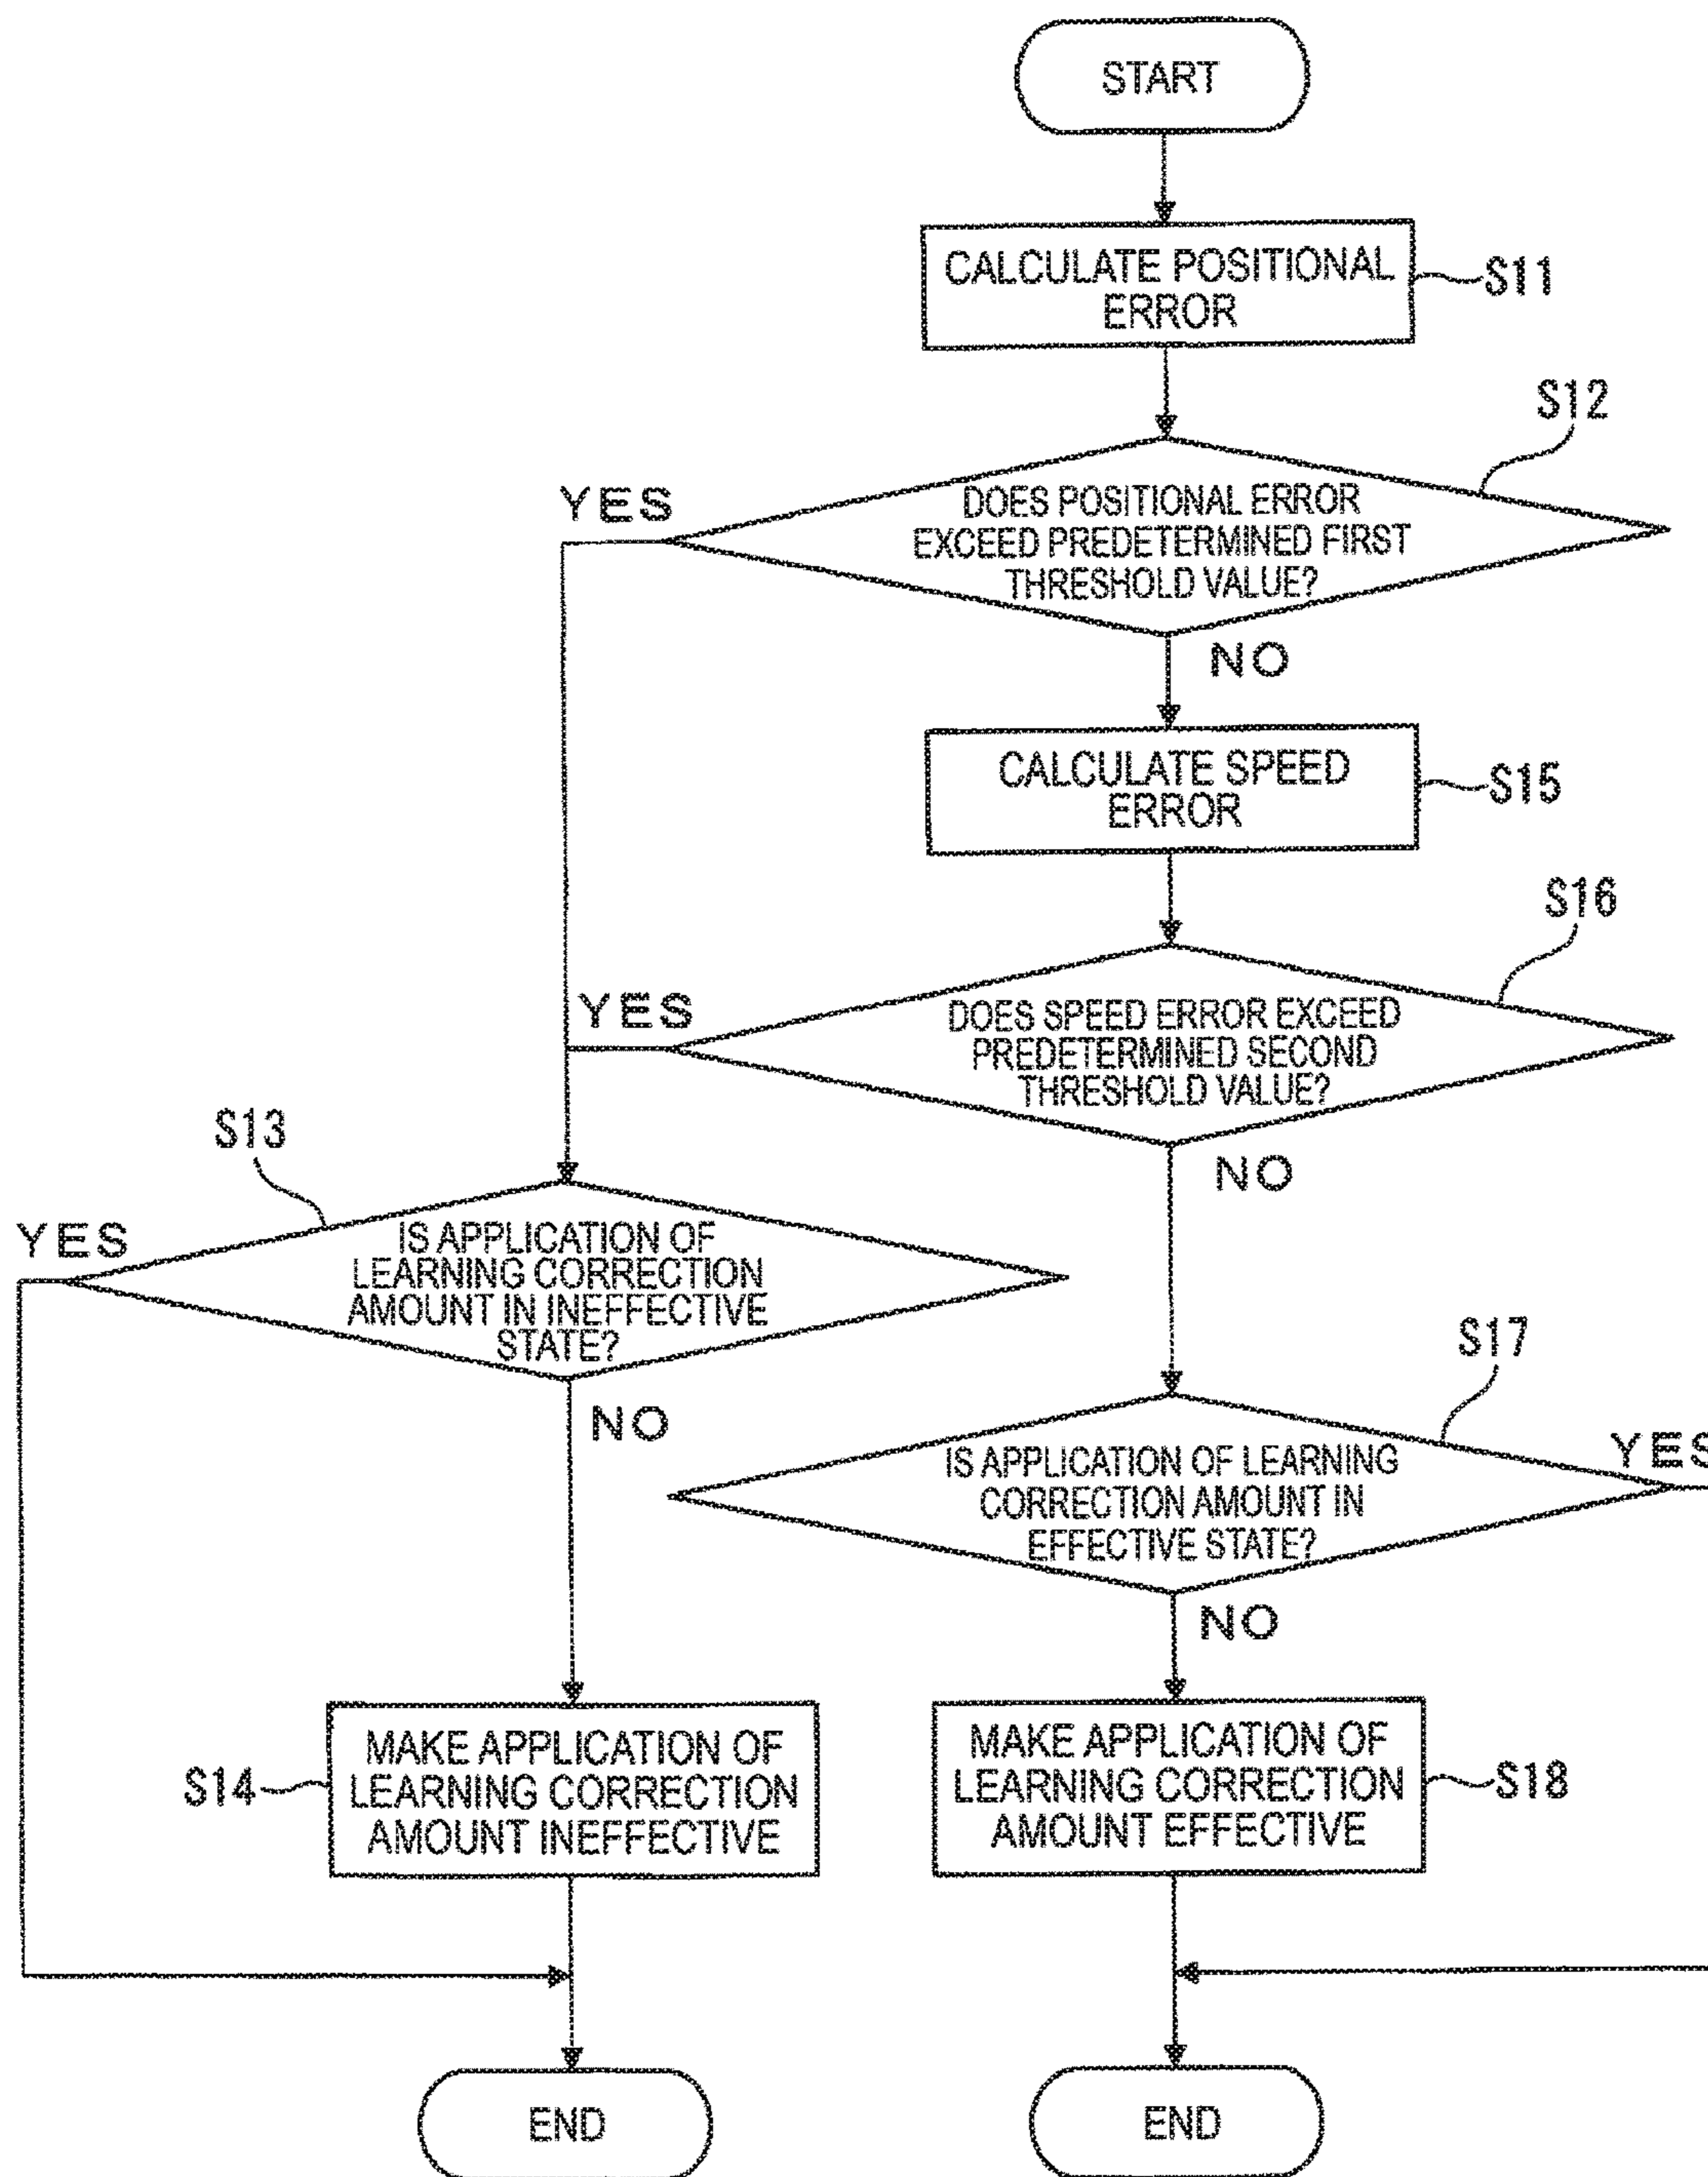 START
CALCULATE POSITIONAL
ERROR
S11
S12
YES
DOES POSITIONAL ERROR
EXCEED PREDETERMINED FIRST
THRESHOLD VALUE?
NO
CALCULATE SPEED
ERROR
S15
S16
YES
DOES SPEED ERROR EXCEED
PREDETERMINED SECOND
THRESHOLD VALUE?
NO
S13
YES
IS APPLICATION OF
LEARNING CORRECTION
AMOUNT IN INEFFECTIVE
STATE?
NO
S17
YES
IS APPLICATION OF LEARNING
CORRECTION AMOUNT IN
EFFECTIVE STATE?
NO
S14
MAKE APPLICATION OF
LEARNING CORRECTION
AMOUNT INEFFECTIVE
MAKE APPLICATION OF
LEARNING CORRECTION
AMOUNT EFFECTIVE
S18
END
END